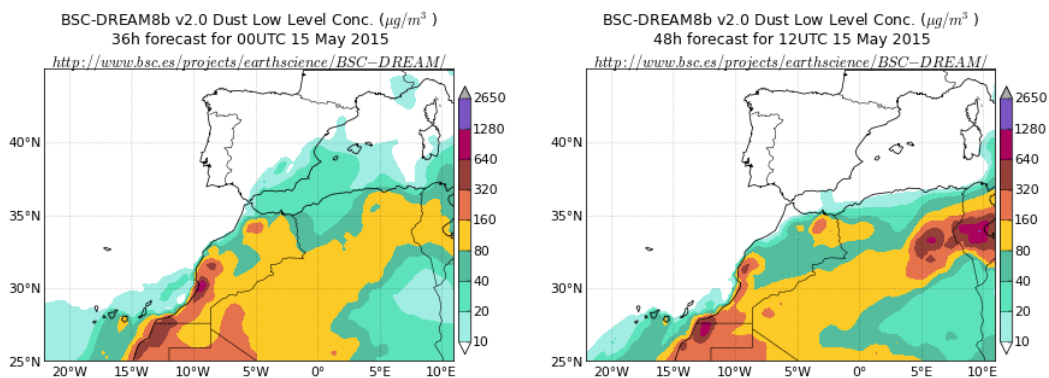 BSC-DREAM8b v2.0 Dust Low Level Conc. (μg/m³ )
36h forecast for 00UTC 15 May 2015
http://www.bsc.es/projects/earthscience/BSC−DREAM/
40°N
35°N
30°N
25°N
20°W
15°W
10°W
5°W
0°E
5°E
10°E
2650
1280
640
320
160
80
40
20
10
BSC-DREAM8b v2.0 Dust Low Level Conc. (μg/m³ )
48h forecast for 12UTC 15 May 2015
http://www.bsc.es/projects/earthscience/BSC−DREAM/
40°N
35°N
30°N
25°N
20°W
15°W
10°W
5°W
0°E
5°E
10°E
2650
1280
640
320
160
80
40
20
10